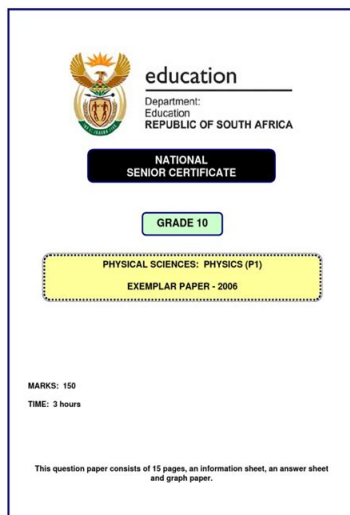 education
Department:
Education
REPUBLIC OF SOUTH AFRICA
NATIONAL
SENIOR CERTIFICATE
GRADE 10
PHYSICAL SCIENCES: PHYSICS (P1)
EXEMPLAR PAPER - 2006
MARKS: 150
TIME: 3 hours
This question paper consists of 15 pages, an information sheet, an answer sheet
and graph paper.